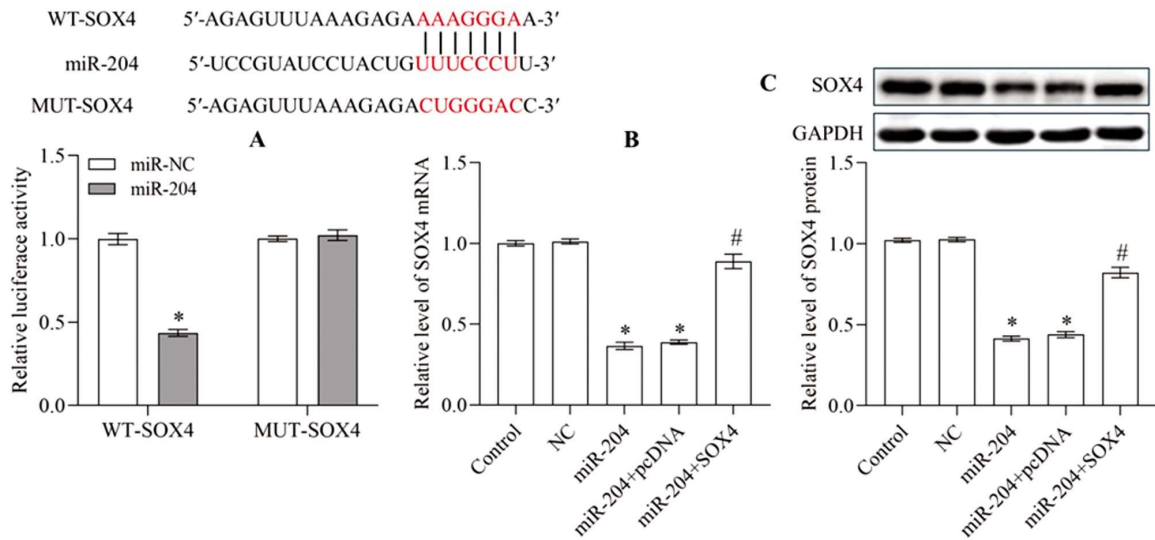 WT-SOX4 5′-AGAGUUUAAAGAGAAAAGGGAA-3′
miR-204 5′-UCCGUAUCCUACUGUUUCCCUU-3′
MUT-SOX4 5′-AGAGUUUAAAGAGACUGGGACC-3′
A
Relative luciferace activity
1.5
1.0
0.5
0.0
miR-NC
miR-204
*
WT-SOX4
MUT-SOX4
B
Relative level of SOX4 mRNA
1.5
1.0
0.5
0.0
*
*
#
Control
NC
miR-204
miR-204+pcDNA
miR-204+SOX4
C
SOX4
GAPDH
Relative level of SOX4 protein
1.5
1.0
0.5
0.0
*
*
#
Control
NC
miR-204
miR-204+pcDNA
miR-204+SOX4